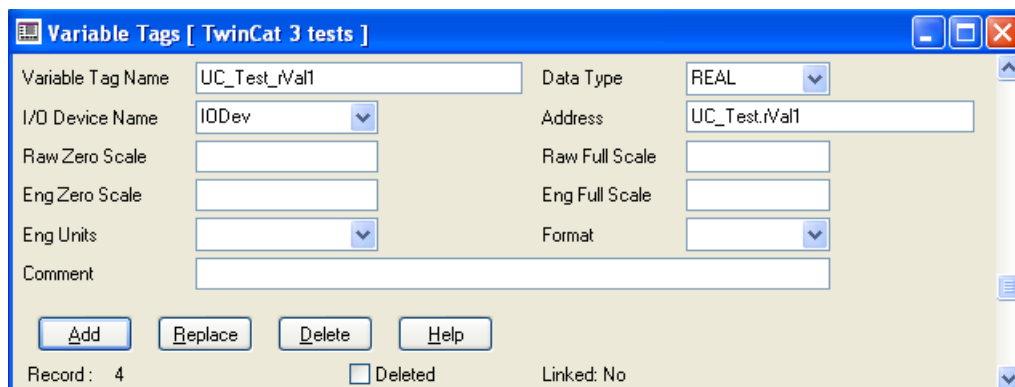 Variable Tags [ TwinCat 3 tests ]
Variable Tag Name UC_Test_rVal1 Data Type REAL
I/O Device Name IODev Address UC_Test.rVal1
Raw Zero Scale Raw Full Scale
Eng Zero Scale Eng Full Scale
Eng Units Format
Comment
Add Replace Delete Help
Record : 4 Deleted Linked: No